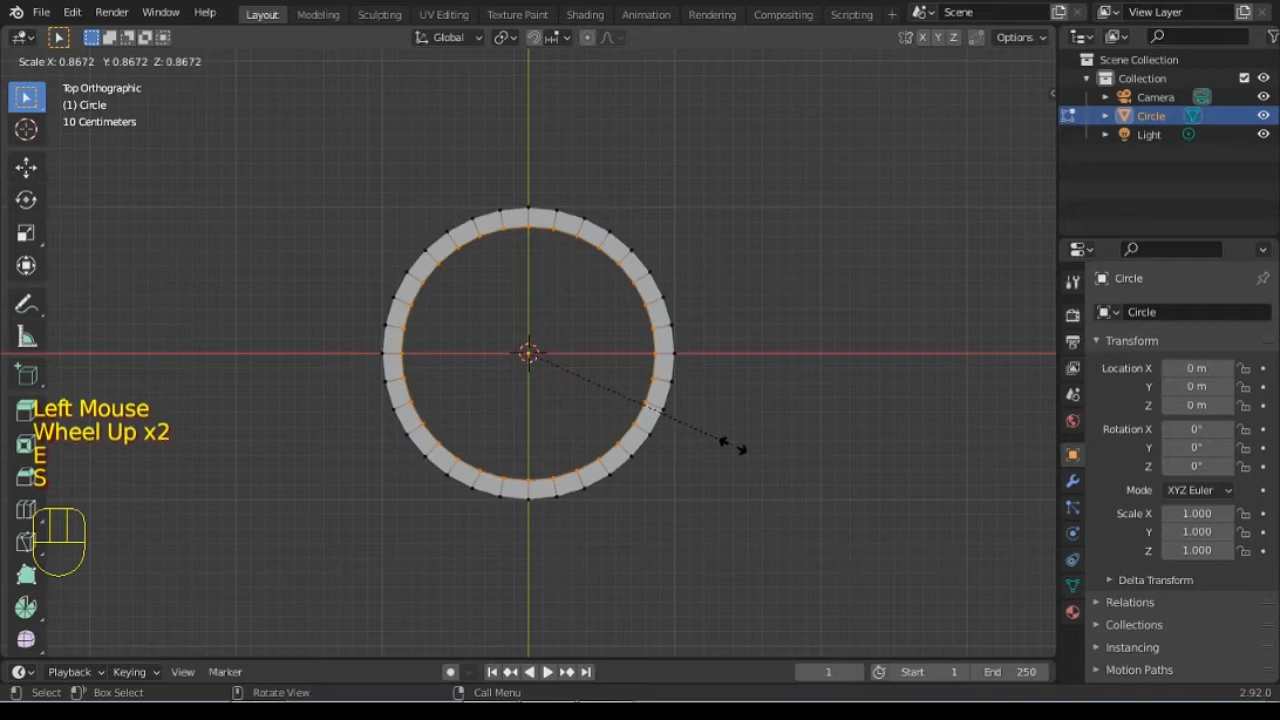 File Edit Render Window Help Layout Modeling Sculpting UV Editing Texture Paint Shading Animation Rendering Compositing Scripting + Scene View Layer
Global X Y Z Options
Scale X: 0.8672 Y: 0.8672 Z: 0.8672
Top Orthographic
(1) Circle
10 Centimeters
Left Mouse
Wheel Up x2
E
S
Scene Collection
Collection
Camera
Circle
Light
Circle
Circle
Transform
Location X 0 m
Y 0 m
Z 0 m
Rotation X 0°
Y 0°
Z 0°
Mode XYZ Euler
Scale X 1.000
Y 1.000
Z 1.000
Delta Transform
Relations
Collections
Instancing
Motion Paths
Playback Keying View Marker 1 Start 1 End 250
Select Box Select Rotate View Call Menu 2.92.0